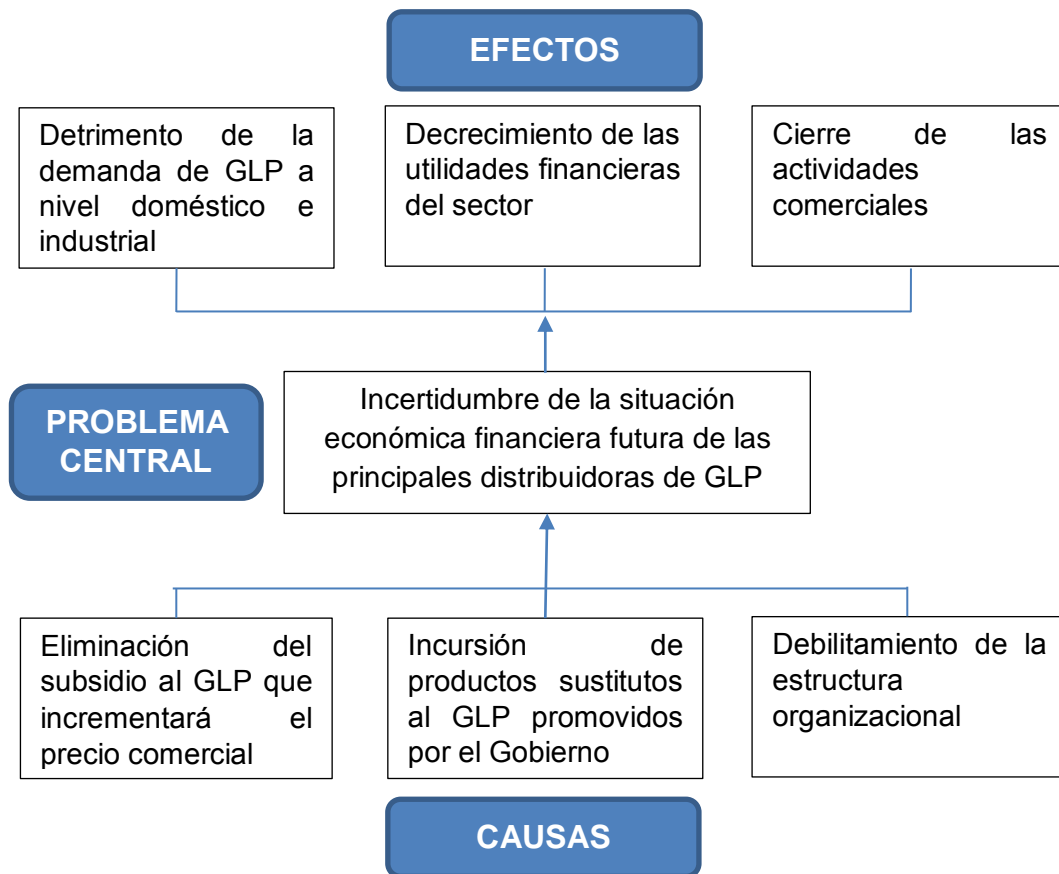 EFECTOS
Detrimento de la
demanda de GLP a
nivel doméstico e
industrial
Decrecimiento de las
utilidades financieras
del sector
Cierre de las
actividades
comerciales
PROBLEMA
CENTRAL
Incertidumbre de la situación
económica financiera futura de las
principales distribuidoras de GLP
Eliminación del
subsidio al GLP que
incrementará el
precio comercial
Incursión de
productos sustitutos
al GLP promovidos
por el Gobierno
Debilitamiento de la
estructura
organizacional
CAUSAS